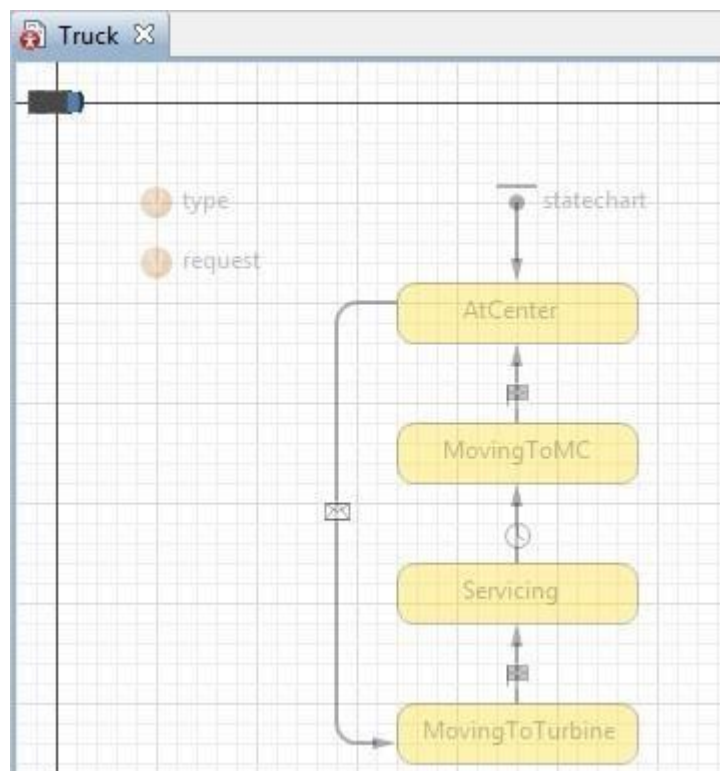 Truck
type
statechart
request
AtCenter
MovingToMC
Servicing
MovingToTurbine